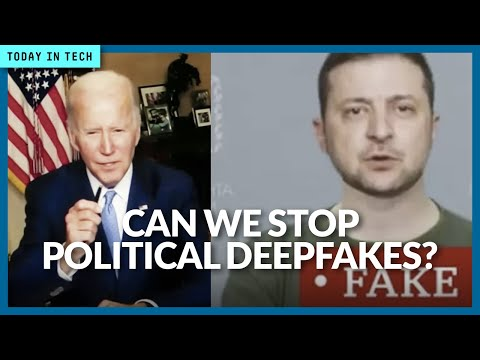 TODAY IN TECH
CAN WE STOP
POLITICAL DEEPFAKES?
• FAKE